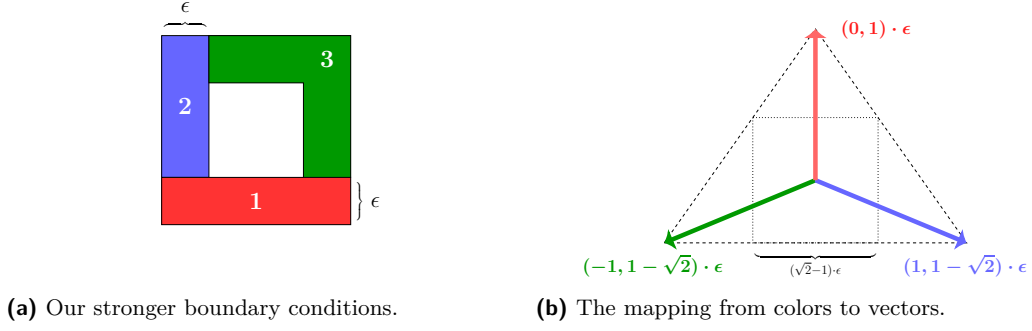 ϵ
3
2
1
ϵ
(a) Our stronger boundary conditions.
(0, 1) · ϵ
(−1, 1 − √2) · ϵ
(√2−1)·ϵ
(1, 1 − √2) · ϵ
(b) The mapping from colors to vectors.